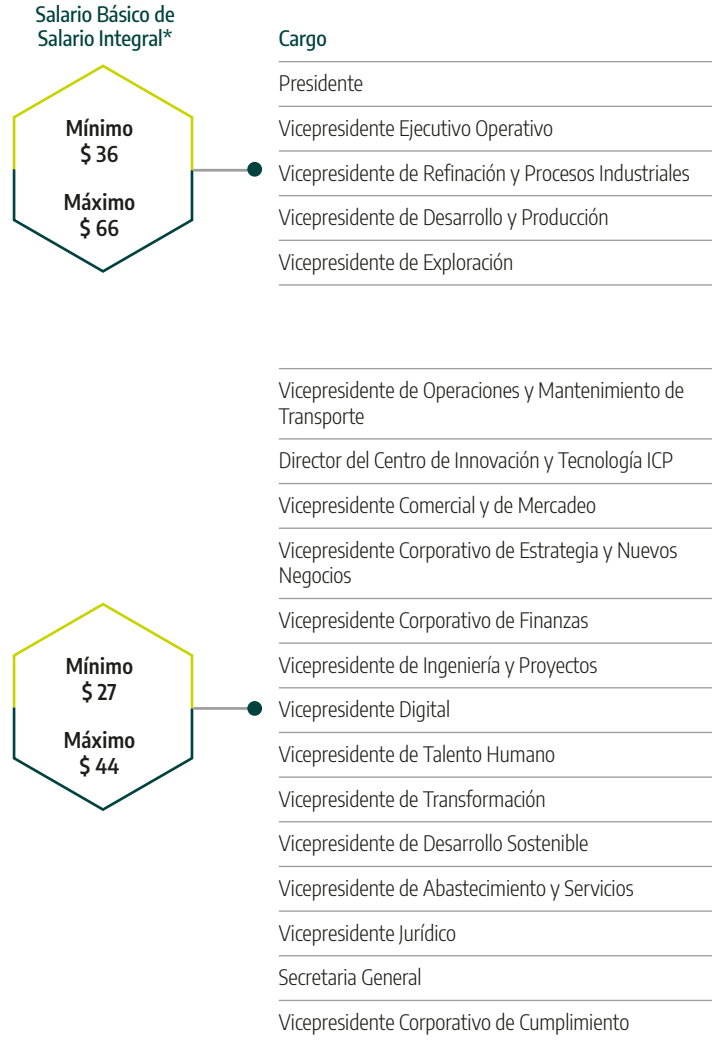 Salario Básico de
Salario Integral*
Cargo
Mínimo
$ 36
Máximo
$ 66
Presidente
Vicepresidente Ejecutivo Operativo
Vicepresidente de Refinación y Procesos Industriales
Vicepresidente de Desarrollo y Producción
Vicepresidente de Exploración
Mínimo
$ 27
Máximo
$ 44
Vicepresidente de Operaciones y Mantenimiento de
Transporte
Director del Centro de Innovación y Tecnología ICP
Vicepresidente Comercial y de Mercadeo
Vicepresidente Corporativo de Estrategia y Nuevos
Negocios
Vicepresidente Corporativo de Finanzas
Vicepresidente de Ingeniería y Proyectos
Vicepresidente Digital
Vicepresidente de Talento Humano
Vicepresidente de Transformación
Vicepresidente de Desarrollo Sostenible
Vicepresidente de Abastecimiento y Servicios
Vicepresidente Jurídico
Secretaria General
Vicepresidente Corporativo de Cumplimiento